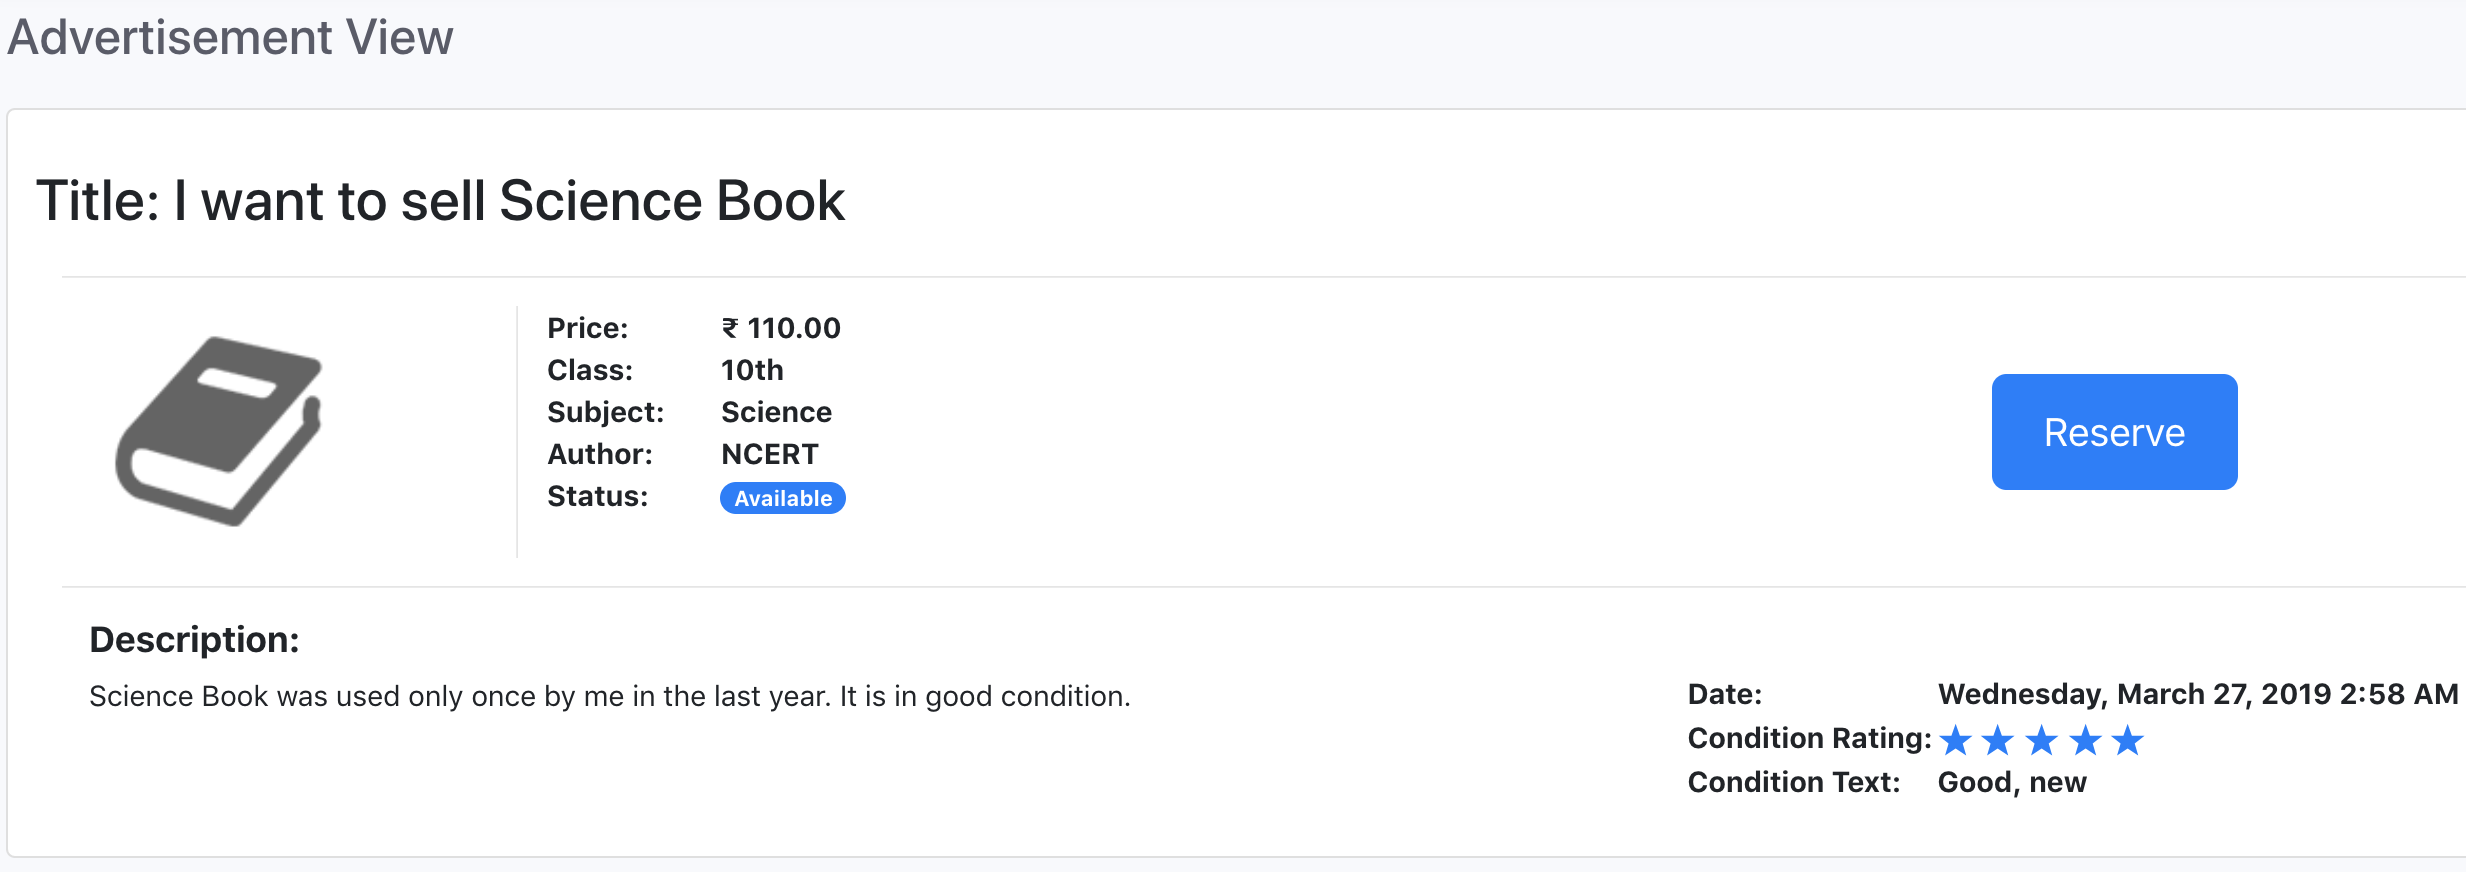 Advertisement View
Title: I want to sell Science Book
Price: ₹ 110.00
Class: 10th
Subject: Science
Author: NCERT
Status: Available
Reserve
Description:
Science Book was used only once by me in the last year. It is in good condition.
Date: Wednesday, March 27, 2019 2:58 AM
Condition Rating: ★ ★ ★ ★ ★
Condition Text: Good, new